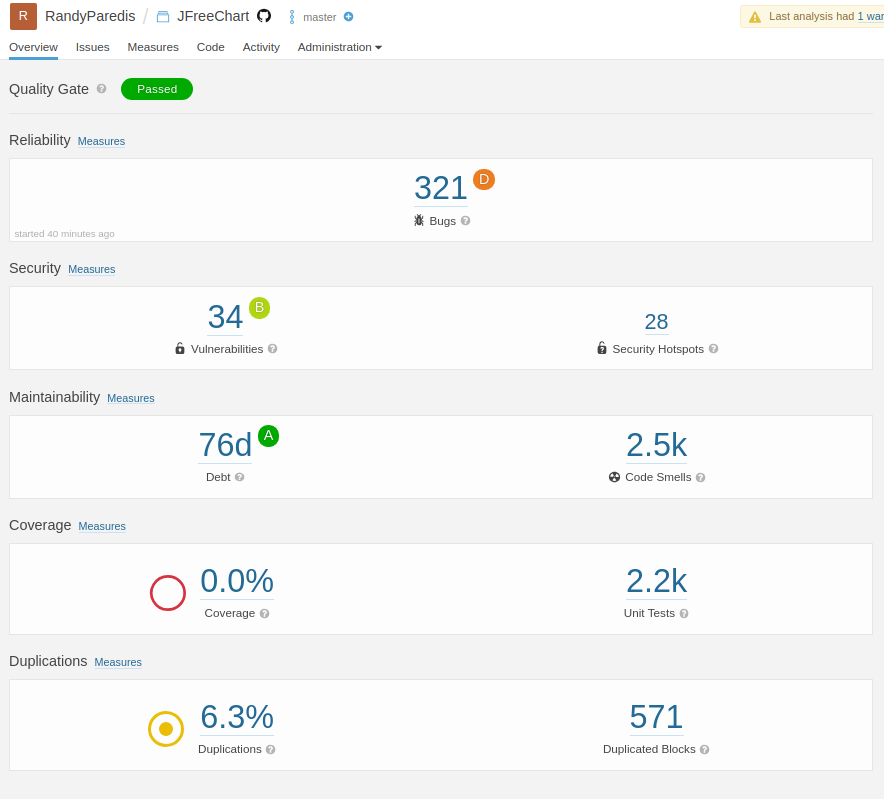 R RandyParedis / JFreeChart master Last analysis had 1 war
Overview Issues Measures Code Activity Administration
Quality Gate ? Passed
Reliability Measures
321 D
Bugs ?
started 40 minutes ago
Security Measures
34 B 28
Vulnerabilities ? Security Hotspots ?
Maintainability Measures
76d A 2.5k
Debt ? Code Smells ?
Coverage Measures
0.0% 2.2k
Coverage ? Unit Tests ?
Duplications Measures
6.3% 571
Duplications ? Duplicated Blocks ?